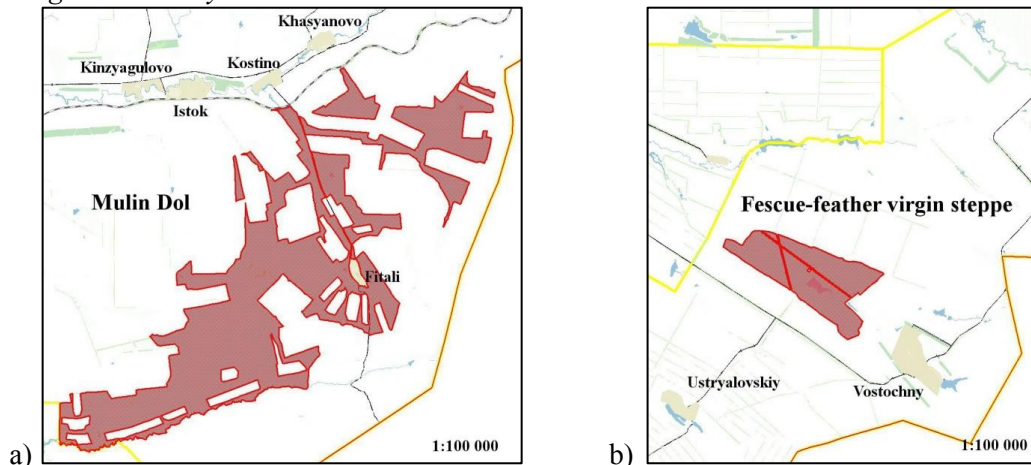 Khasyanovo
Kinzyagulovo
Kostino
Istok
Mulin Dol
Fitali
1:100 000
a)
Fescue-feather virgin steppe
Ustryalovskiy
Vostochny
1:100 000
b)